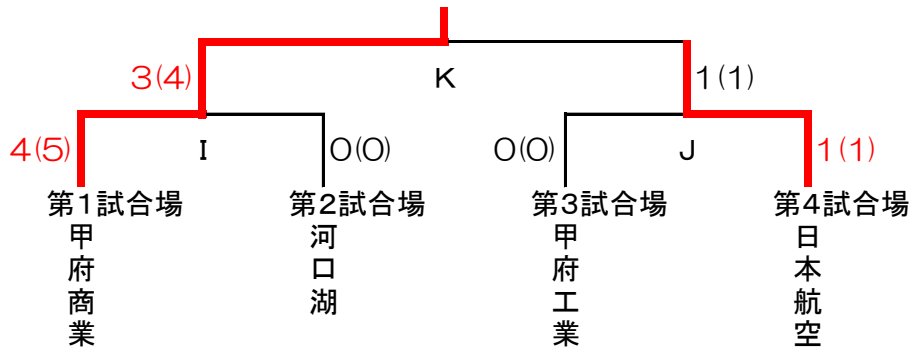 3(4)
K
1(1)
4(5)
I
0(0)
0(0)
J
1(1)
第1試合場
第2試合場
第3試合場
第4試合場
甲府商業
河口湖
甲府工業
日本航空